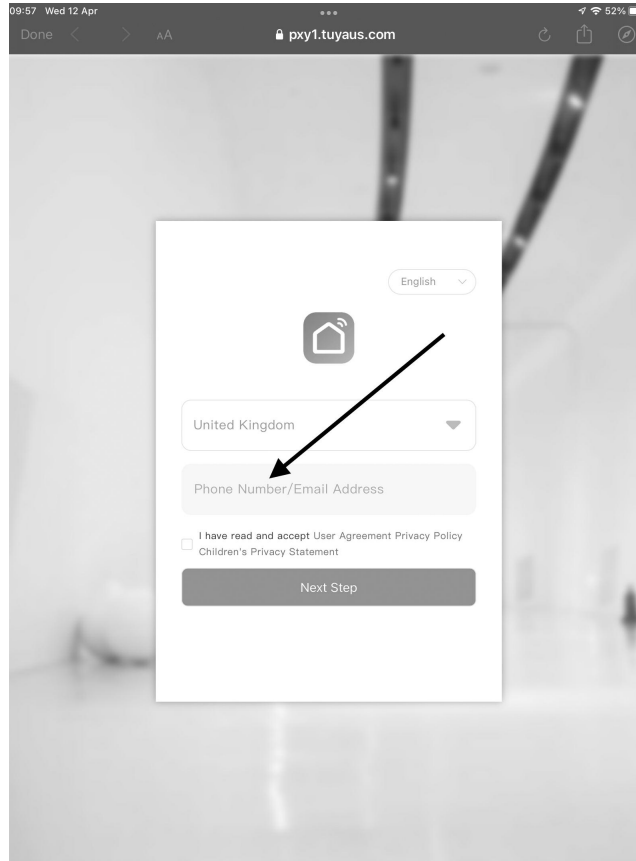 09:57 Wed 12 Apr
52%
Done
AA
pxy1.tuyaus.com
English
United Kingdom
Phone Number/Email Address
I have read and accept User Agreement Privacy Policy
Children's Privacy Statement
Next Step